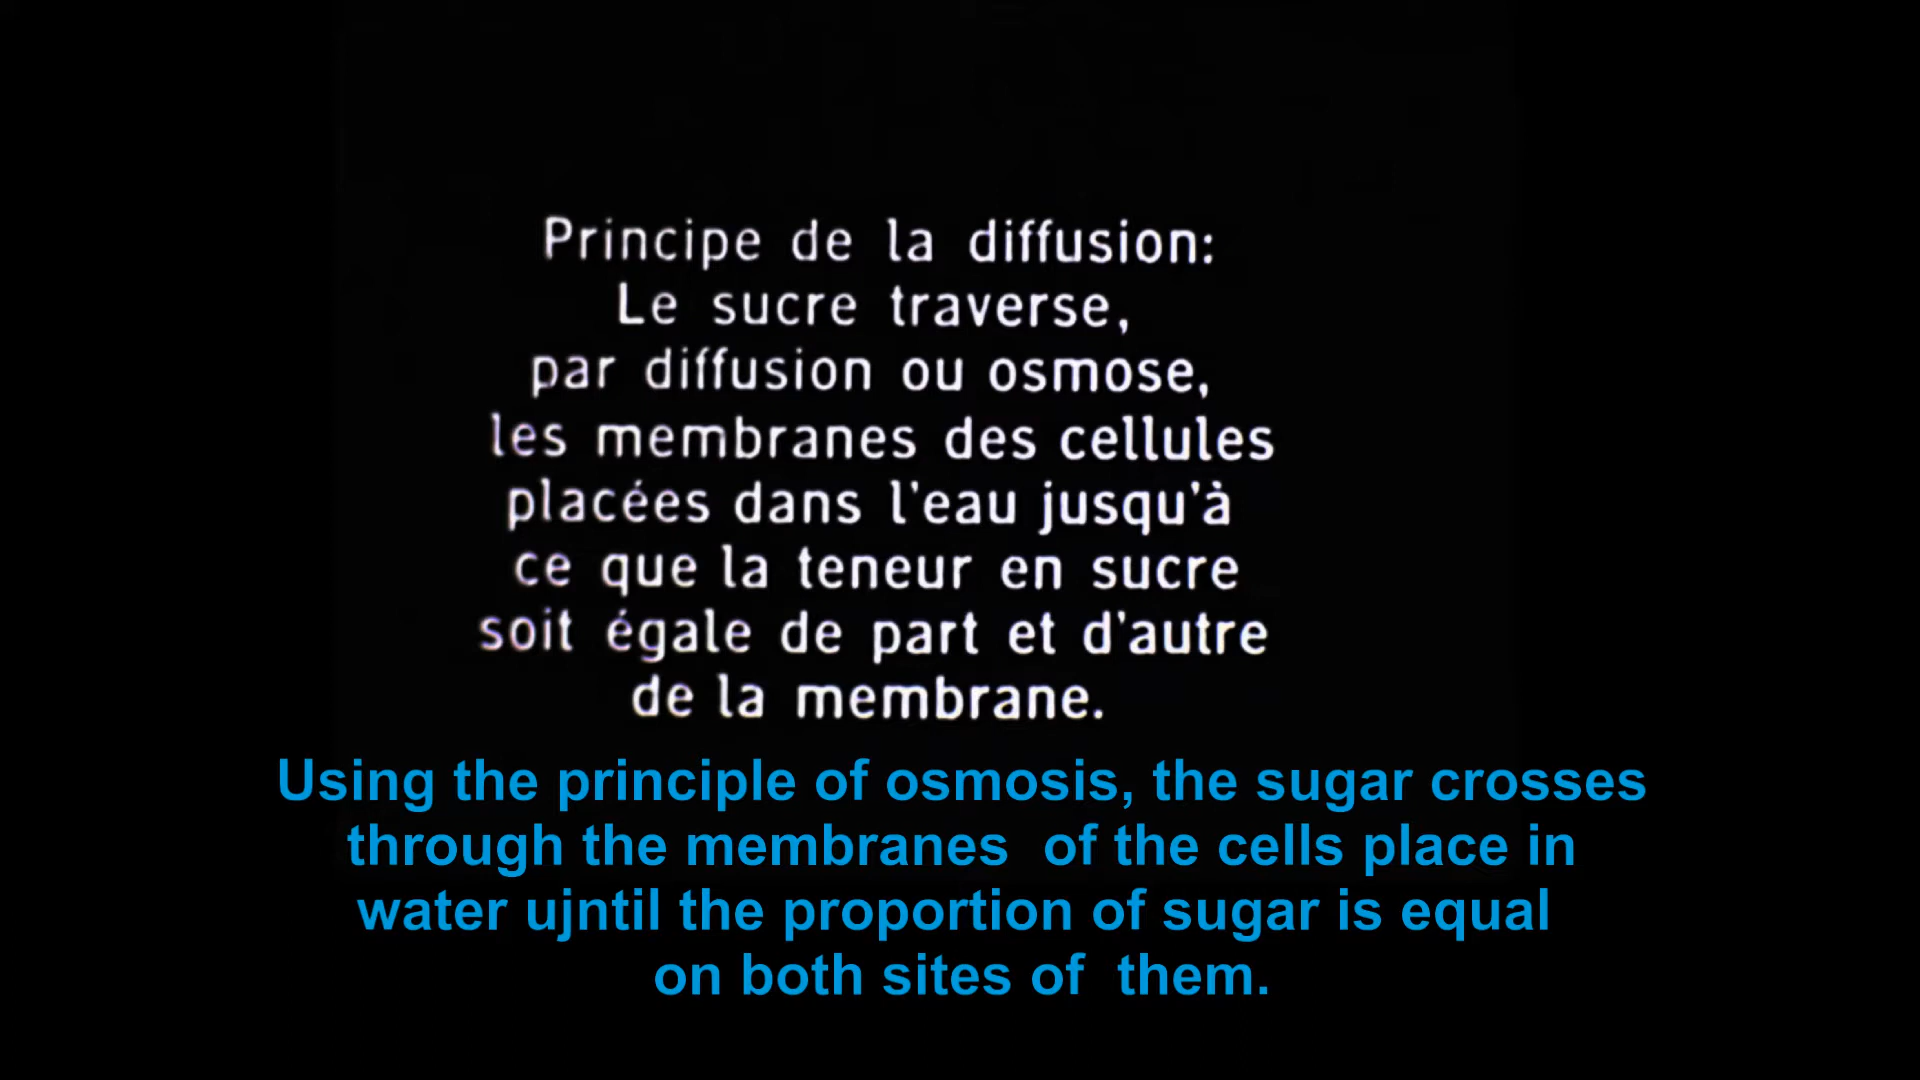 Principe de la diffusion:
Le sucre traverse,
par diffusion ou osmose,
les membranes des cellules
placées dans l'eau jusqu'à
ce que la teneur en sucre
soit égale de part et d'autre
de la membrane.
Using the principle of osmosis, the sugar crosses
through the membranes of the cells place in
water ujntil the proportion of sugar is equal
on both sites of them.